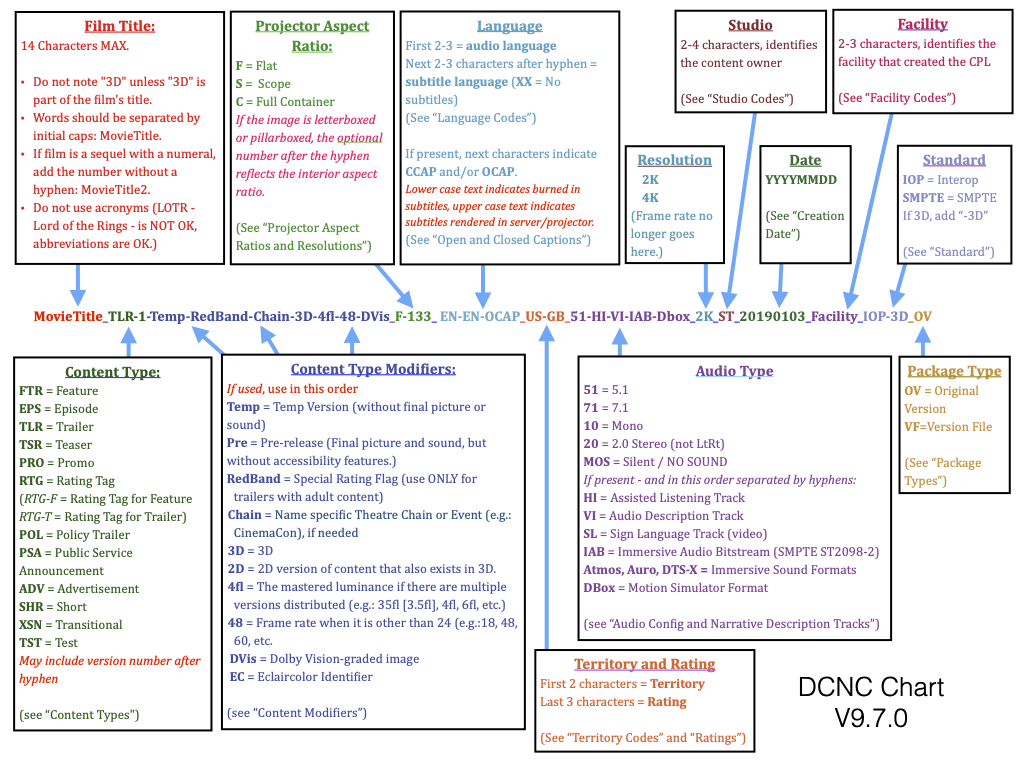 Film Title:
14 Characters MAX.
• Do not note "3D" unless "3D" is
part of the film's title.
• Words should be separated by
initial caps: MovieTitle.
• If film is a sequel with a numeral,
add the number without a
hyphen: MovieTitle2.
• Do not use acronyms (LOTR -
Lord of the Rings - is NOT OK,
abbreviations are OK.)
Projector Aspect
Ratio:
F = Flat
S = Scope
C = Full Container
If the image is letterboxed
or pillarboxed, the optional
number after the hyphen
reflects the interior aspect
ratio.
(See “Projector Aspect
Ratios and Resolutions”)
Language
First 2-3 = audio language
Next 2-3 characters after hyphen =
subtitle language (XX = No
subtitles)
(See “Language Codes”)
If present, next characters indicate
CCAP and/or OCAP.
Lower case text indicates burned in
subtitles, upper case text indicates
subtitles rendered in server/projector.
(See “Open and Closed Captions”)
Studio
2-4 characters, identifies
the content owner
(See “Studio Codes”)
Facility
2-3 characters, identifies the
facility that created the CPL
(See “Facility Codes”)
Resolution
2K
4K
(Frame rate no
longer goes
here.)
Date
YYYYMMDD
(See “Creation
Date”)
Standard
IOP = Interop
SMPTE = SMPTE
If 3D, add “-3D”
(See “Standard”)
MovieTitle_TLR-1-Temp-RedBand-Chain-3D-4fl-48-DVis_F-133_ EN-EN-OCAP_US-GB_51-HI-VI-IAB-Dbox_2K_ST_20190103_Facility_IOP-3D_OV
Content Type:
FTR = Feature
EPS = Episode
TLR = Trailer
TSR = Teaser
PRO = Promo
RTG = Rating Tag
(RTG-F = Rating Tag for Feature
RTG-T = Rating Tag for Trailer)
POL = Policy Trailer
PSA = Public Service
Announcement
ADV = Advertisement
SHR = Short
XSN = Transitional
TST = Test
May include version number after
hyphen
(see “Content Types")
Content Type Modifiers:
If used, use in this order
Temp = Temp Version (without final picture or
sound)
Pre = Pre-release (Final picture and sound, but
without accessibility features.)
RedBand = Special Rating Flag (use ONLY for
trailers with adult content)
Chain = Name specific Theatre Chain or Event (e.g.:
CinemaCon), if needed
3D = 3D
2D = 2D version of content that also exists in 3D.
4fl = The mastered luminance if there are multiple
versions distributed (e.g.: 35fl [3.5fl], 4fl, 6fl, etc.)
48 = Frame rate when it is other than 24 (e.g.:18, 48,
60, etc.
DVis = Dolby Vision-graded image
EC = Eclaircolor Identifier
(see “Content Modifiers”)
Audio Type
51 = 5.1
71 = 7.1
10 = Mono
20 = 2.0 Stereo (not LtRt)
MOS = Silent / NO SOUND
If present - and in this order separated by hyphens:
HI = Assisted Listening Track
VI = Audio Description Track
SL = Sign Language Track (video)
IAB = Immersive Audio Bitstream (SMPTE ST2098-2)
Atmos, Auro, DTS-X = Immersive Sound Formats
DBox = Motion Simulator Format
(see “Audio Config and Narrative Description Tracks”)
Package Type
OV = Original
Version
VF=Version File
(See “Package
Types”)
Territory and Rating
First 2 characters = Territory
Last 3 characters = Rating
(See “Territory Codes” and “Ratings”)
DCNC Chart
V9.7.0